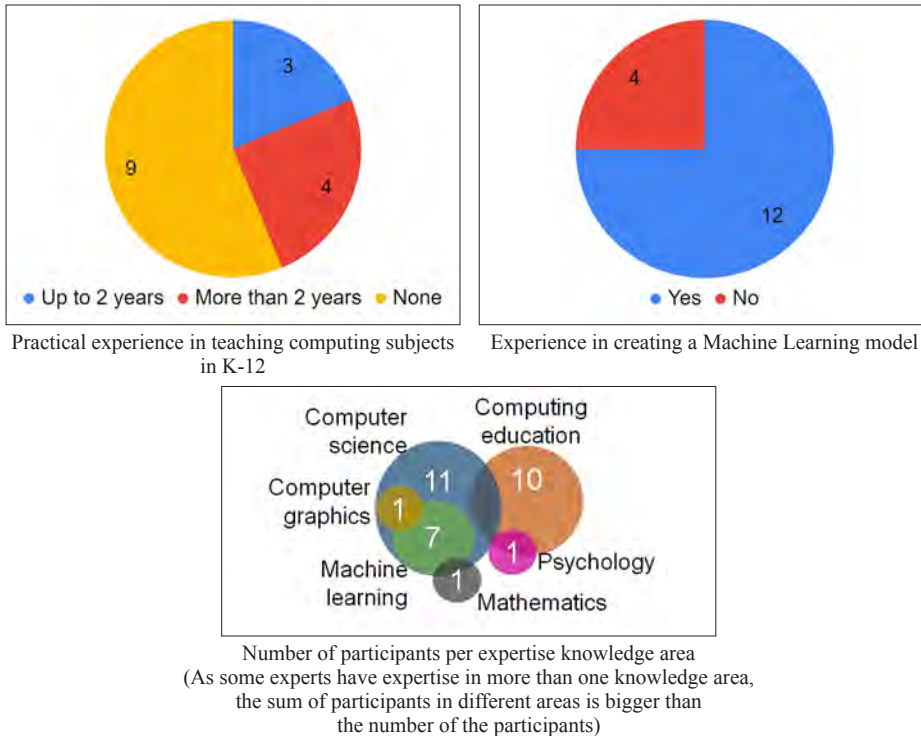 3
4
9
Up to 2 years More than 2 years None
Practical experience in teaching computing subjects
in K-12
4
12
Yes No
Experience in creating a Machine Learning model
Computer
science
Computing
education
11
10
Computer
graphics
1
7
1
Psychology
Machine
learning
1
Mathematics
Number of participants per expertise knowledge area
(As some experts have expertise in more than one knowledge area,
the sum of participants in different areas is bigger than
the number of the participants)